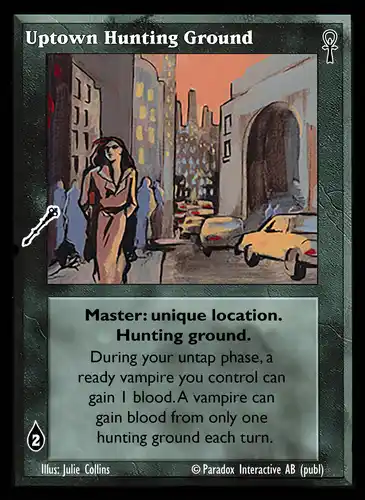 Uptown Hunting Ground
Master: unique location.
Hunting ground.
During your untap phase, a
ready vampire you control can
gain 1 blood. A vampire can
gain blood from only one
hunting ground each turn.
2
Illus: Julie Collins © Paradox Interactive AB (publ)